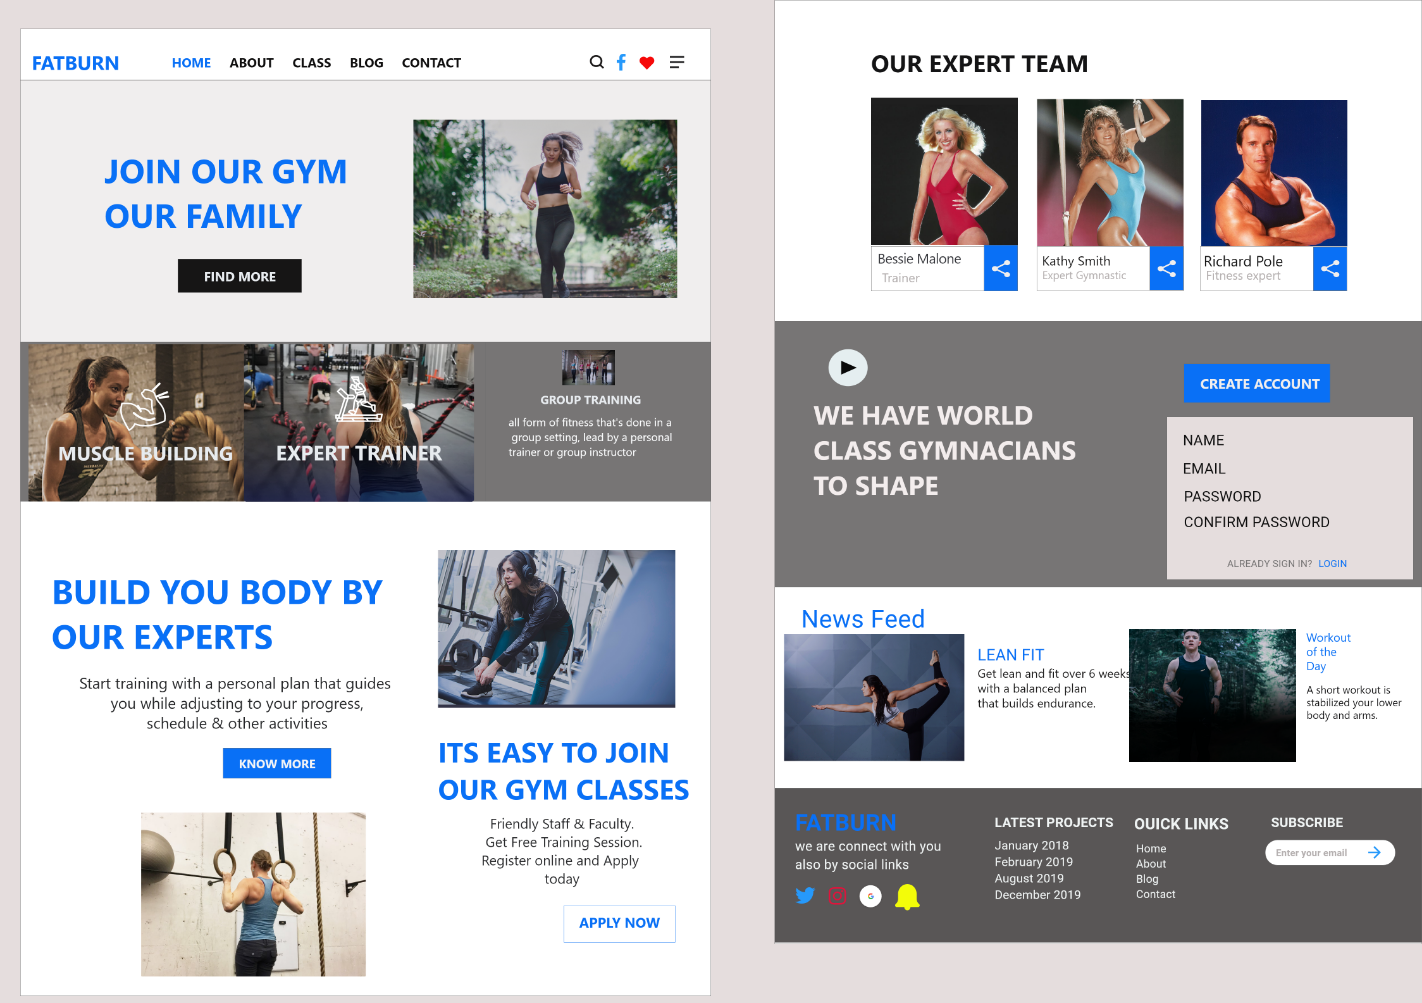 FATBURN
HOME ABOUT CLASS BLOG CONTACT
JOIN OUR GYM
OUR FAMILY
FIND MORE
MUSCLE BUILDING
EXPERT TRAINER
GROUP TRAINING
all form of fitness that's done in a
group setting, lead by a personal
trainer or group instructor
BUILD YOU BODY BY
OUR EXPERTS
Start training with a personal plan that guides
you while adjusting to your progress,
schedule & other activities
KNOW MORE
ITS EASY TO JOIN
OUR GYM CLASSES
Friendly Staff & Faculty.
Get Free Training Session.
Register online and Apply
today
APPLY NOW
OUR EXPERT TEAM
Bessie Malone
Trainer
Kathy Smith
Expert Gymnastic
Richard Pole
Fitness expert
WE HAVE WORLD
CLASS GYMNACIANS
TO SHAPE
CREATE ACCOUNT
NAME
EMAIL
PASSWORD
CONFIRM PASSWORD
ALREADY SIGN IN? LOGIN
News Feed
LEAN FIT
Get lean and fit over 6 weeks
with a balanced plan
that builds endurance.
Workout
of the
Day
A short workout is
stabilized your lower
body and arms.
FATBURN
we are connect with you
also by social links
LATEST PROJECTS
January 2018
February 2019
August 2019
December 2019
OUICK LINKS
Home
About
Blog
Contact
SUBSCRIBE
Enter your email